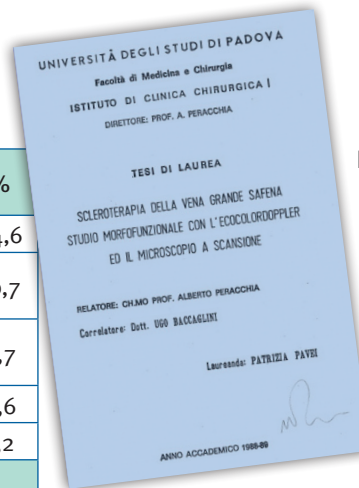 UNIVERSITÀ DEGLI STUDI DI PADOVA
Facoltà di Medicina e Chirurgia
ISTITUTO DI CLINICA CHIRURGICA I
DIRETTORE: PROF. A. PERACCHIA
TESI DI LAUREA
SCLEROTERAPIA DELLA VENA GRANDE SAFENA
STUDIO MORFOFUNZIONALE CON L'ECOCOLORDOPPLER
ED IL MICROSCOPIO A SCANSIONE
RELATORE: CH.MO PROF. ALBERTO PERACCHIA
Correlatore: Dott. UGO BACCAGLINI
Laureanda: PATRIZIA PAVEI
ANNO ACCADEMICO 1988-89
%
,6
,7
,7
,6
,2